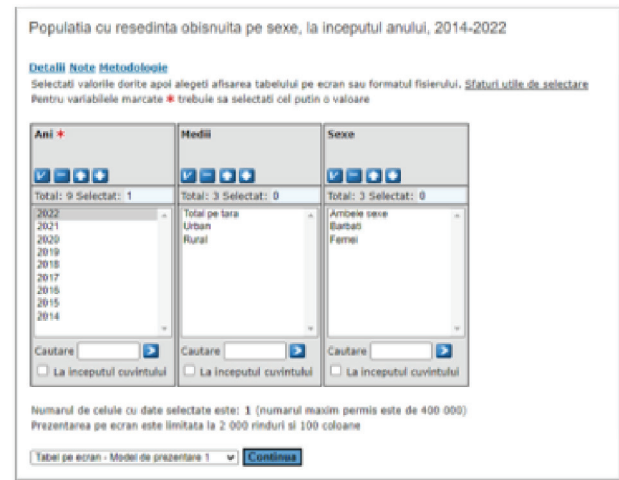 Populatia cu resedinta obisnuita pe sexe, la inceputul anului, 2014-2022
Detalii Note Metodologie
Selectati valorile dorite apoi alegeti afisarea tabelului pe ecran sau formatul fisierului. Sfaturi utile de selectare
Pentru variabilele marcate * trebuie sa selectati cel putin o valoare
Ani *
Total: 9 Selectat: 1
2022
2021
2020
2019
2018
2017
2016
2015
2014
Cautare
La inceputul cuvintului
Medii
Total: 3 Selectat: 0
Total pe tara
Urban
Rural
Cautare
La inceputul cuvintului
Sexe
Total: 3 Selectat: 0
Ambele sexe
Barbati
Femei
Cautare
La inceputul cuvintului
Numarul de celule cu date selectate este: 1 (numarul maxim permis este de 400 000)
Prezentarea pe ecran este limitata la 2 000 rinduri si 100 coloane
Tabel pe ecran - Model de prezentare 1
Continua